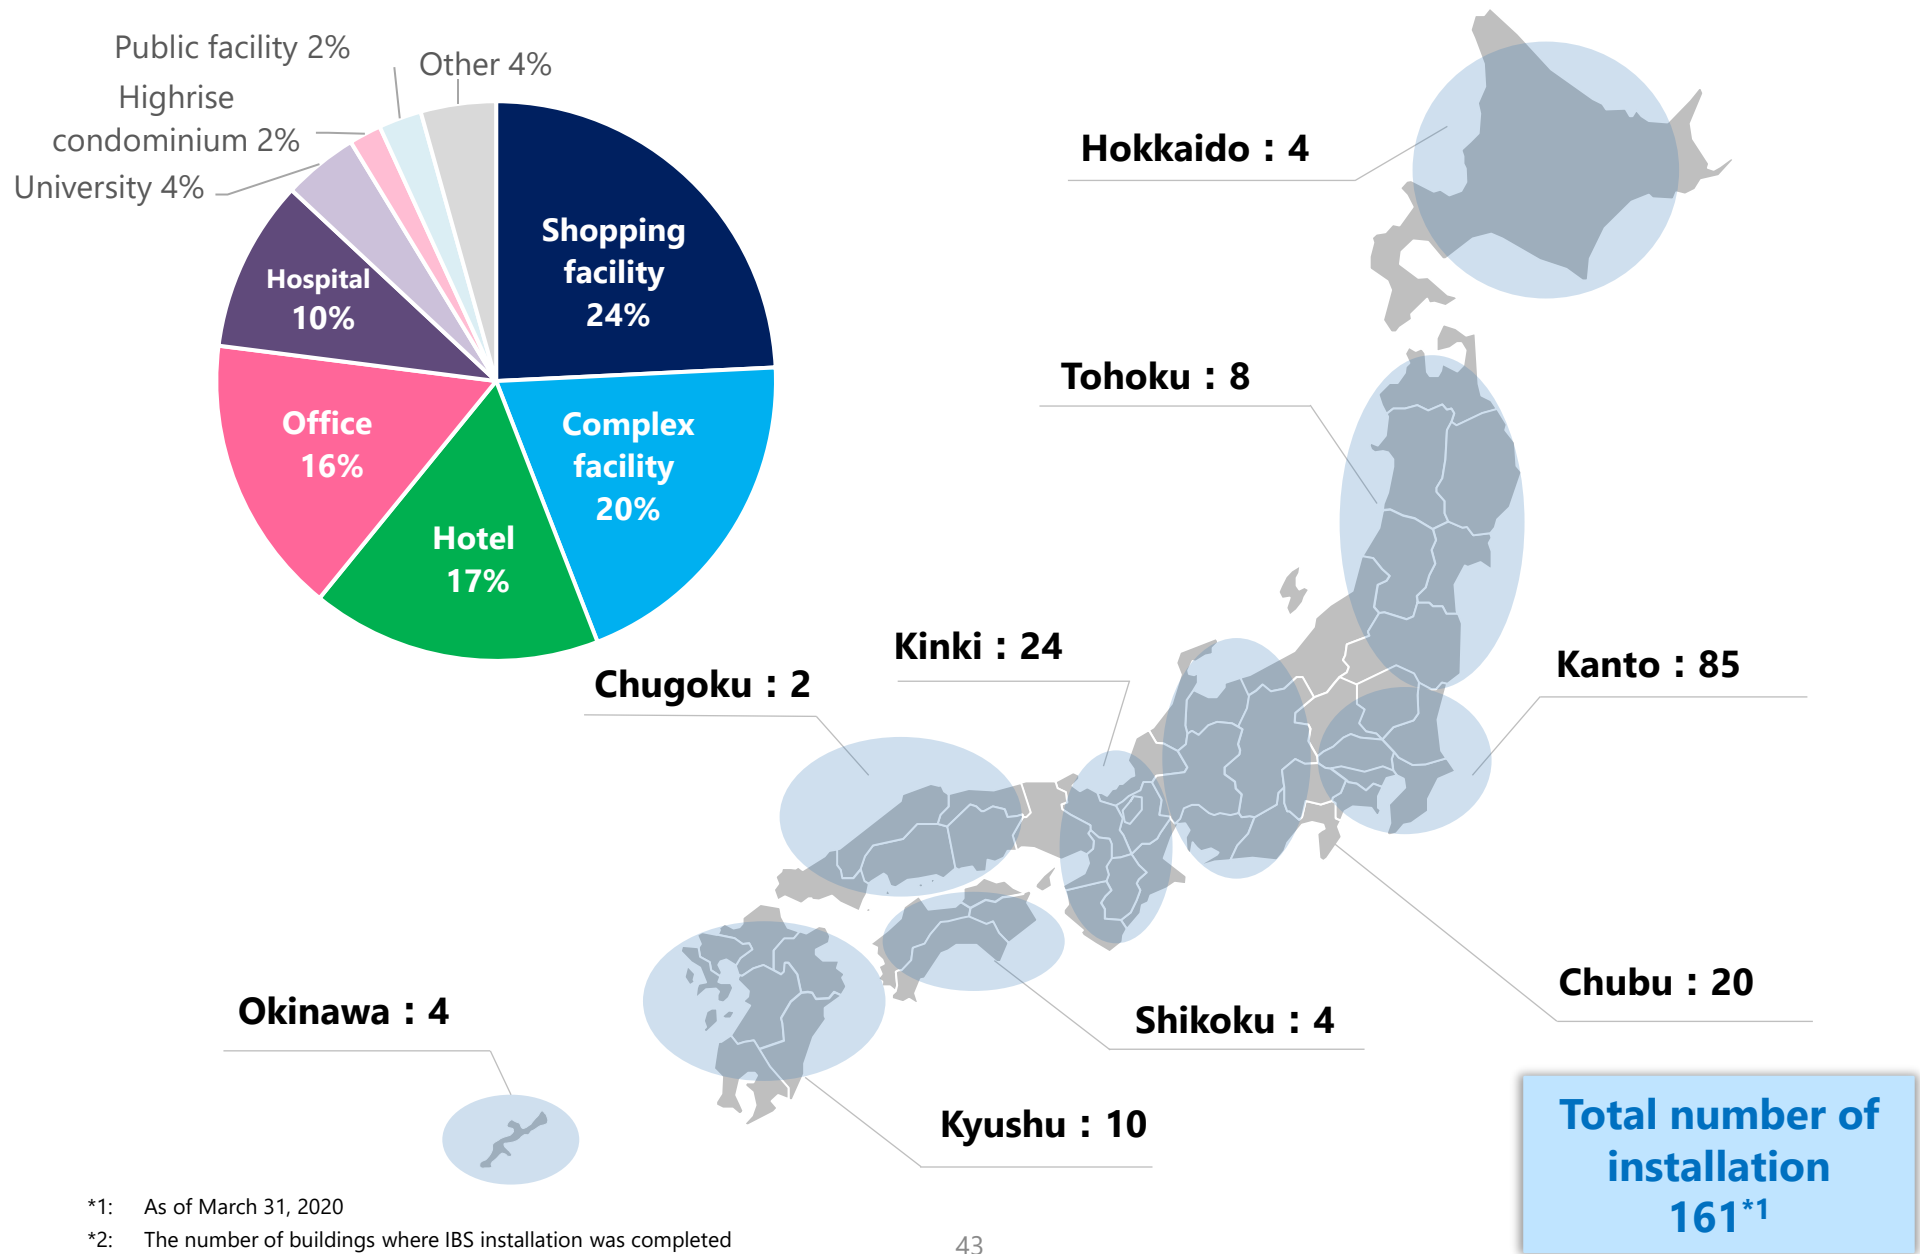 Public facility 2%
Other 4%
Highrise
condominium 2%
University 4%
Shopping
facility
24%
Hospital
10%
Office
16%
Complex
facility
20%
Hotel
17%
Hokkaido：4
Tohoku：8
Kinki：24
Kanto：85
Chugoku：2
Chubu：20
Okinawa：4
Shikoku：4
Kyushu：10
Total number of
installation
161*1
*1: As of March 31, 2020
*2: The number of buildings where IBS installation was completed
43